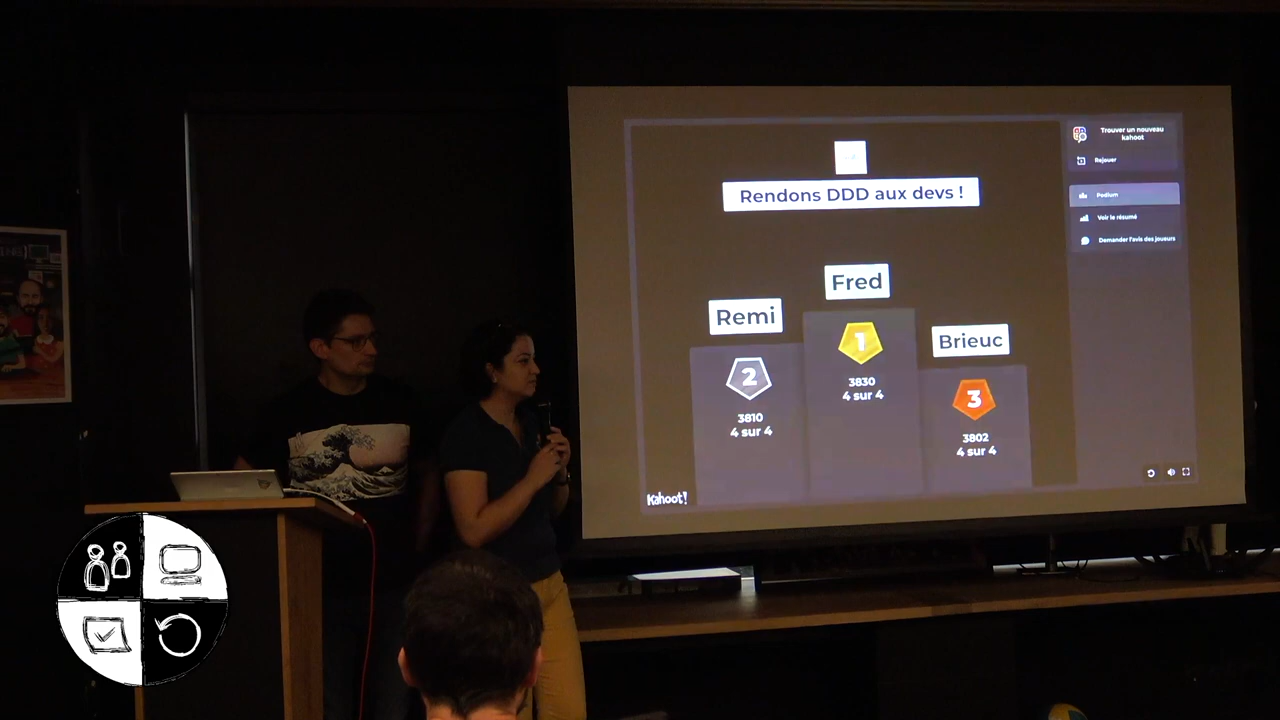 Rendons DDD aux devs !
Fred
Remi
Brieuc
1
2
3
3830
4 sur 4
3810
4 sur 4
3802
4 sur 4
Kahoot!
Trouver un nouveau
kahoot
Rejouer
Podium
Voir le résumé
Demander l'avis des joueurs